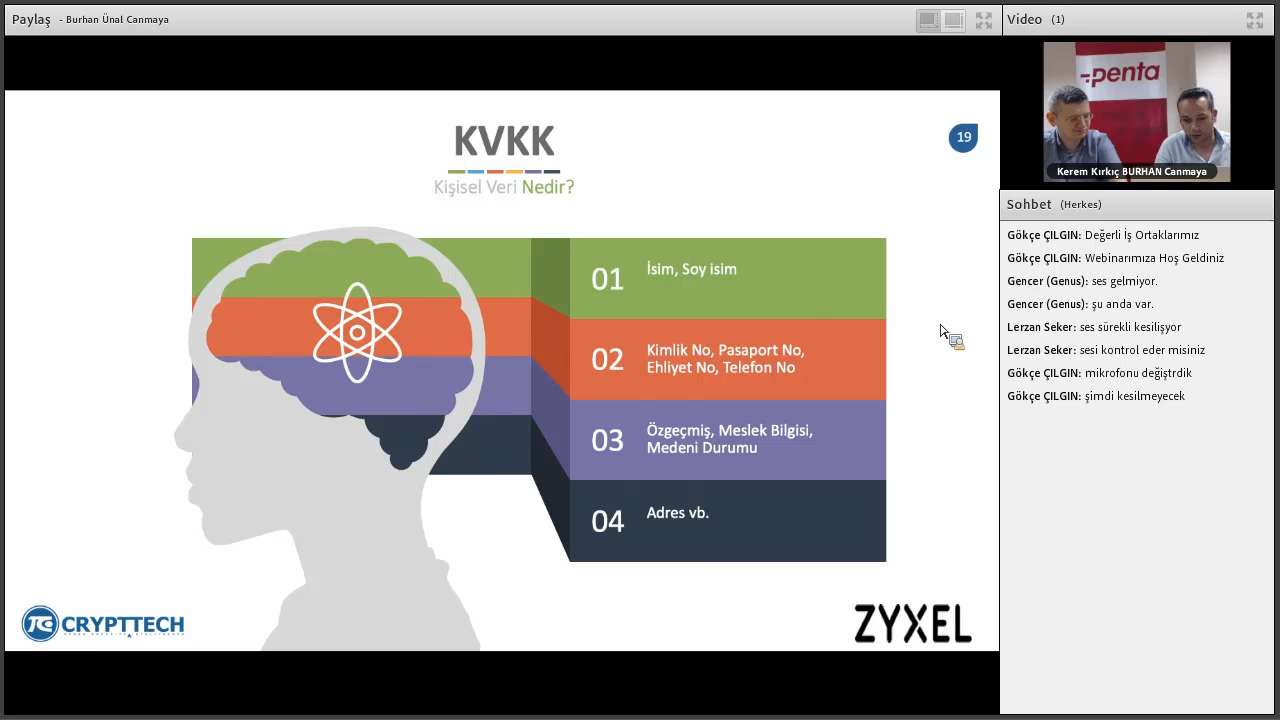 Paylaş - Burhan Ünal Canmaya
Video (1)
penta
Kerem Kırkıç BURHAN Canmaya
KVKK
19
Kişisel Veri Nedir?
01 İsim, Soy isim
02 Kimlik No, Pasaport No,
Ehliyet No, Telefon No
03 Özgeçmiş, Meslek Bilgisi,
Medeni Durumu
04 Adres vb.
CRYPTTECH
ZYXEL
Sohbet (Herkes)
Gökçe ÇILGIN: Değerli İş Ortaklarımız
Gökçe ÇILGIN: Webinarımıza Hoş Geldiniz
Gencer (Genus): ses gelmiyor.
Gencer (Genus): şu anda var.
Lerzan Seker: ses sürekli kesilişyor
Lerzan Seker: sesi kontrol eder misiniz
Gökçe ÇILGIN: mikrofonu değiştrdik
Gökçe ÇILGIN: şimdi kesilmeyecek